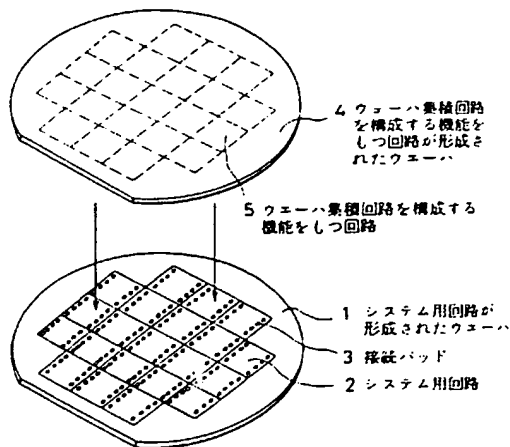 4 ウェーハ集積回路
を構成する機能を
もつ回路が形成さ
れたウエーハ
5 ウエーハ集積回路を構成する
機能をもつ回路
1 システム用回路が
形成されたウエーハ
3 接続パッド
2 システム用回路